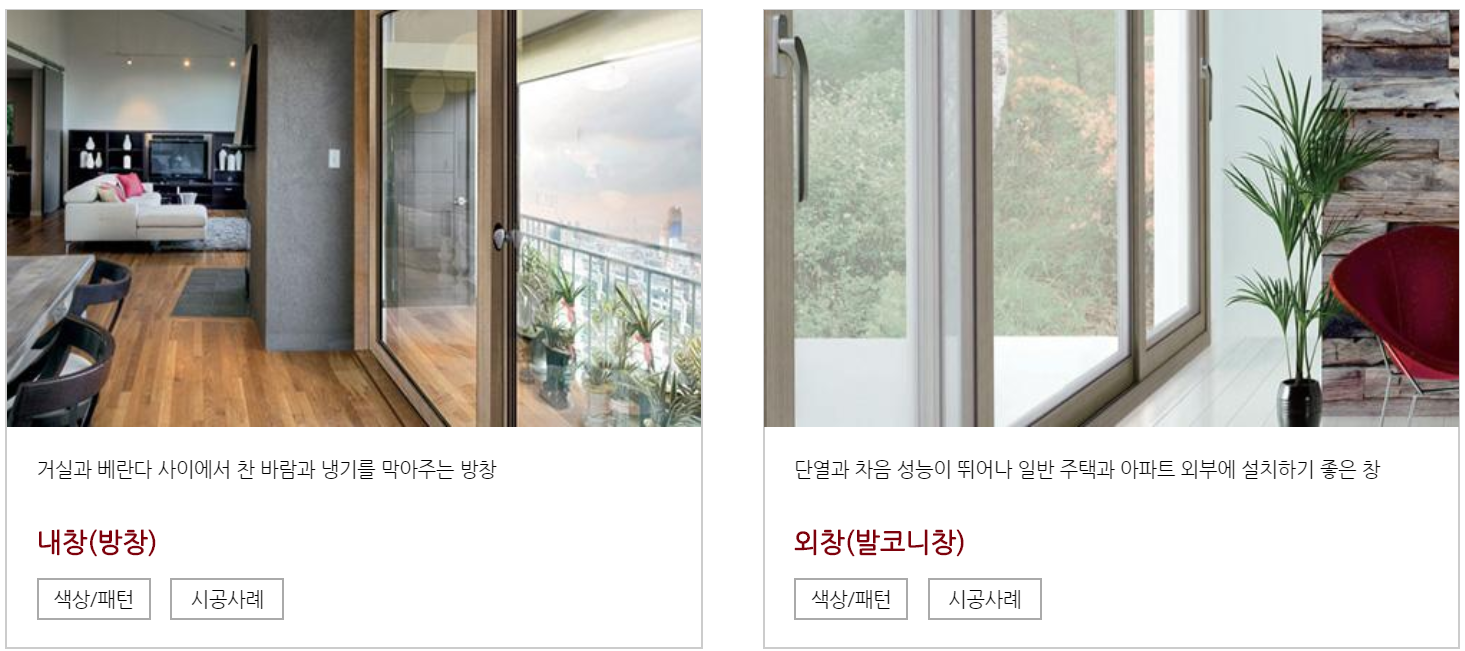 거실과 베란다 사이에서 찬 바람과 냉기를 막아주는 방창
내창(방창)
색상/패턴 시공사례
단열과 차음 성능이 뛰어나 일반 주택과 아파트 외부에 설치하기 좋은 창
외창(발코니창)
색상/패턴 시공사례